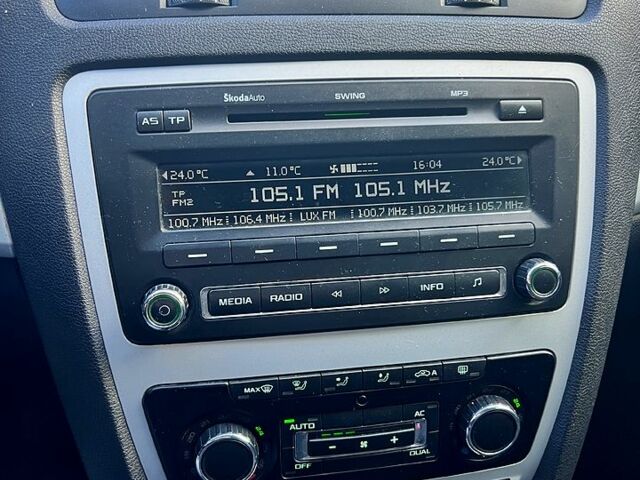 ŠkodaAuto SWING MP3
AS TP
24.0 °C 11.0 °C 16:04 24.0 °C
TP
FM2
105.1 FM 105.1 MHz
100.7 MHz 106.4 MHz LUX FM 100.7 MHz 103.7 MHz 105.7 MHz
MEDIA RADIO INFO
MAX A
AUTO AC
OFF DUAL